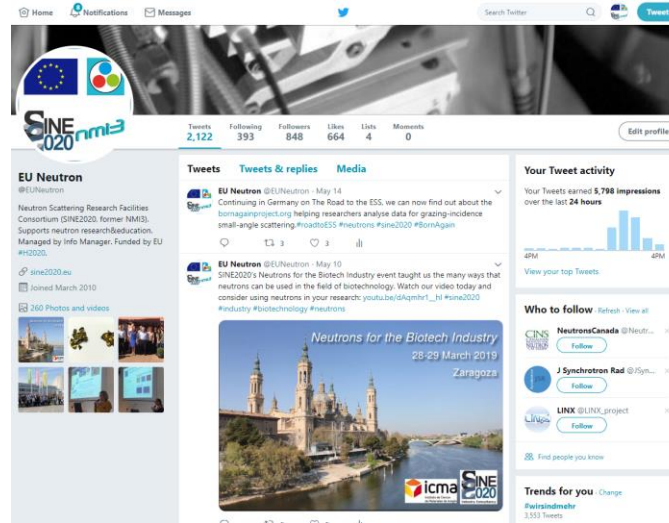 Home
Notifications
Messages
Search Twitter
Tweet
SINE
2020
nmi3
Tweets
2,122
Following
393
Followers
848
Likes
664
Lists
4
Moments
0
Edit profile
EU Neutron
@EUNeutron
Neutron Scattering Research Facilities
Consortium (SINE2020. former NMI3).
Supports neutron research&education.
Managed by Info Manager. Funded by EU
#H2020.
sine2020.eu
Joined March 2010
260 Photos and videos
Tweets
Tweets & replies
Media
EU Neutron @EUNeutron · May 14
Continuing in Germany on The Road to the ESS. we can now find out about the
bornagainproject.org helping researchers analyse data for grazing-incidence
small-angle scattering.#roadtoESS #neutrons #sine2020 #BornAgain
3
3
EU Neutron @EUNeutron · May 10
SINE2020's Neutrons for the Biotech Industry event taught us the many ways that
neutrons can be used in the field of biotechnology. Watch our video today and
consider using neutrons in your research: youtu.be/dAqmhr1_hI #sine2020
#industry #biotechnology #neutrons
Neutrons for the Biotech Industry
28-29 March 2019
Zaragoza
icma
SINE
2020
Your Tweet activity
Your Tweets earned 5,798 impressions
over the last 24 hours
4PM
4PM
View your top Tweets
Who to follow · Refresh · View all
NeutronsCanada @Neutr...
CINS
Follow
J Synchrotron Rad @JSyn...
JSR
Follow
LINX @LINX_project
LINX
Follow
Find people you know
Trends for you · Change
#wirsindmehr
3,553 Tweets